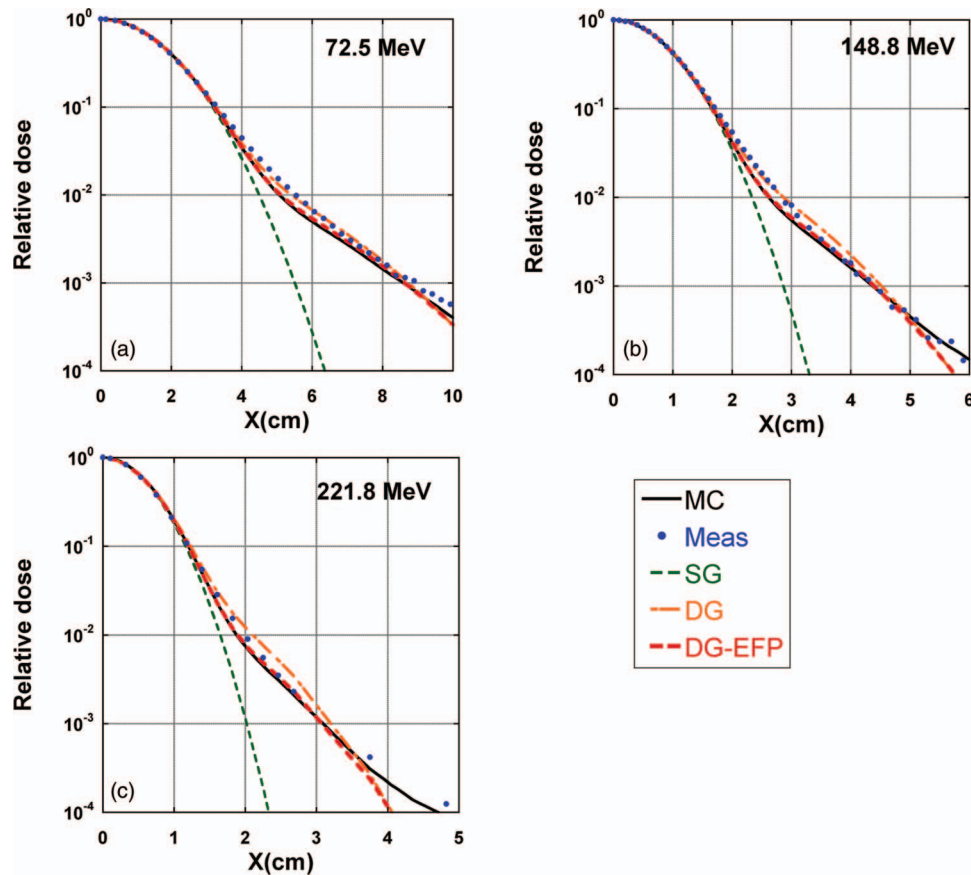 72.5 MeV
10^0
10^-1
10^-2
10^-3
10^-4
Relative dose
(a)
0 2 4 6 8 10
X(cm)
148.8 MeV
10^0
10^-1
10^-2
10^-3
10^-4
Relative dose
(b)
0 1 2 3 4 5 6
X(cm)
221.8 MeV
10^0
10^-1
10^-2
10^-3
10^-4
Relative dose
(c)
0 1 2 3 4 5
X(cm)
MC
Meas
SG
DG
DG-EFP